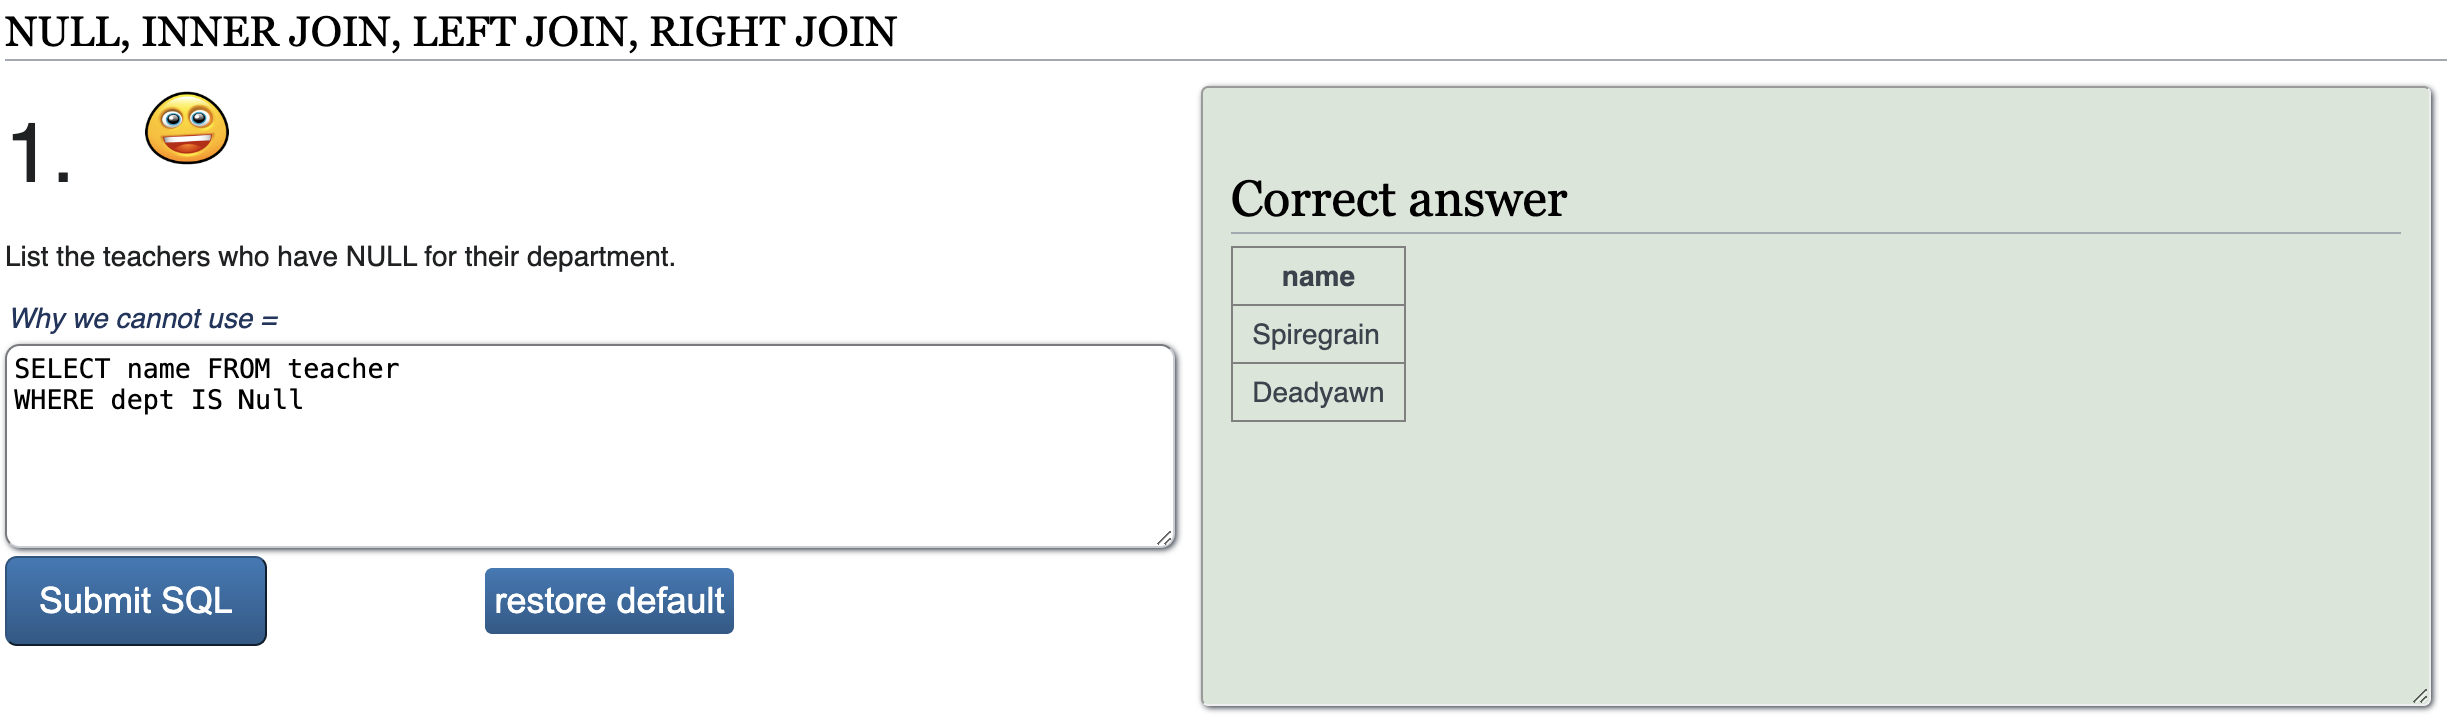 NULL, INNER JOIN, LEFT JOIN, RIGHT JOIN
1.
List the teachers who have NULL for their department.
Why we cannot use =
SELECT name FROM teacher
WHERE dept IS Null
Submit SQL
restore default
Correct answer
name
Spiregrain
Deadyawn